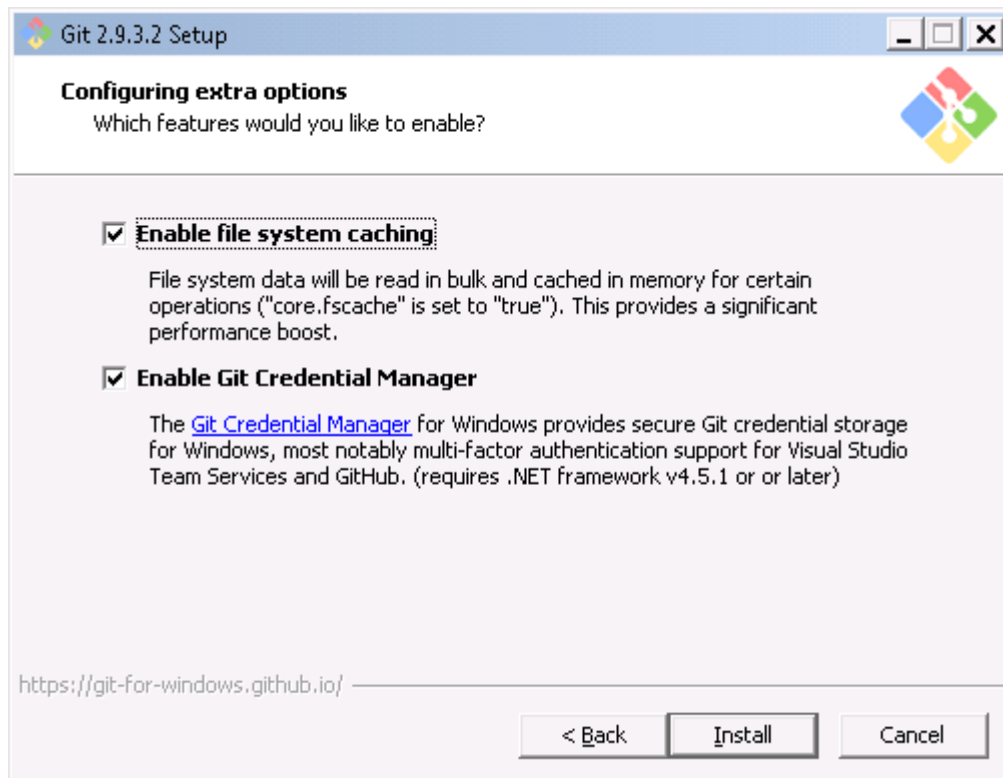 Git 2.9.3.2 Setup
Configuring extra options
Which features would you like to enable?
Enable file system caching
File system data will be read in bulk and cached in memory for certain
operations ("core.fscache" is set to "true"). This provides a significant
performance boost.
Enable Git Credential Manager
The Git Credential Manager for Windows provides secure Git credential storage
for Windows, most notably multi-factor authentication support for Visual Studio
Team Services and GitHub. (requires .NET framework v4.5.1 or or later)
https://git-for-windows.github.io/
< Back
Install
Cancel